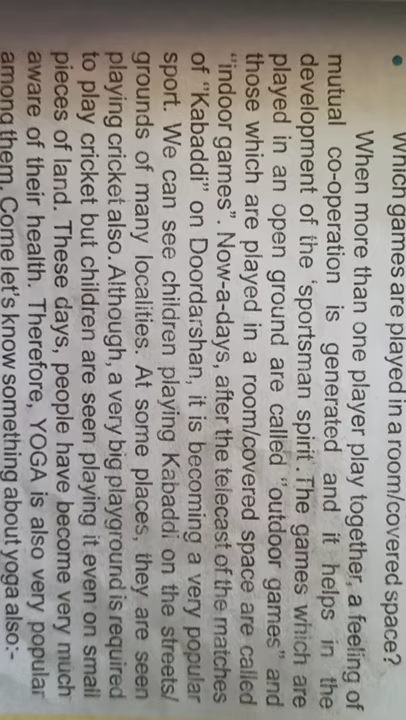 • Which games are played in a room/covered space?
When more than one player play together, a feeling of
mutual co-operation is generated and it helps in the
development of the 'sportsman spirit'. The games which are
played in an open ground are called "outdoor games" and
those which are played in a room/covered space are called
"indoor games". Now-a-days, after the telecast of the matches
of "Kabaddi" on Doordarshan, it is becoming a very popular
sport. We can see children playing Kabaddi on the streets/
grounds of many localities. At some places, they are seen
playing cricket also. Although, a very big playground is required
to play cricket but children are seen playing it even on small
pieces of land. These days, people have become very much
aware of their health. Therefore, YOGA is also very popular
among them. Come let's know something about yoga also:-